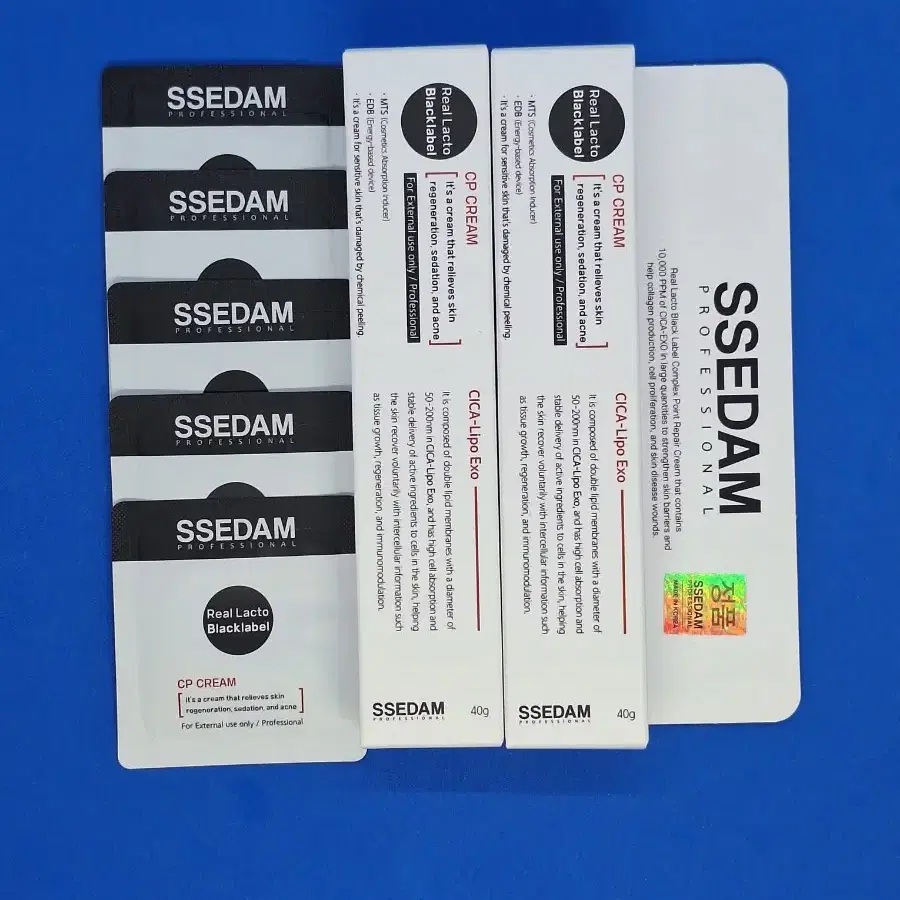 SSEDAM
PROFESSIONAL
SSEDAM
PROFESSIONAL
SSEDAM
PROFESSIONAL
SSEDAM
PROFESSIONAL
SSEDAM
PROFESSIONAL
Real Lacto
Blacklabel
CP CREAM
it's a cream that relieves skin
regeneration, sedation, and acne
For External use only / Professional
Real Lacto
Blacklabel
CP CREAM
It's a cream that relieves skin
regeneration, sedation, and acne
For External use only / Professional
· MTS (Cosmetics Absorption Inducer)
· EDB (Energy-based device)
· It's a cream for sensitive skin that's damaged by chemical peeling.
CICA-Lipo Exo
It is composed of double lipid membranes with a diameter of
50-200nm in CICA-Lipo Exo, and has high cell absorption and
stable delivery of active ingredients to cells in the skin, helping
the skin recover voluntarily with intercellular information such
as tissue growth, regeneration, and immunomodulation.
SSEDAM
PROFESSIONAL
40g
Real Lacto
Blacklabel
CP CREAM
It's a cream that relieves skin
regeneration, sedation, and acne
For External use only / Professional
· MTS (Cosmetics Absorption Inducer)
· EDB (Energy-based device)
· It's a cream for sensitive skin that's damaged by chemical peeling.
CICA-Lipo Exo
It is composed of double lipid membranes with a diameter of
50-200nm in CICA-Lipo Exo, and has high cell absorption and
stable delivery of active ingredients to cells in the skin, helping
the skin recover voluntarily with intercellular information such
as tissue growth, regeneration, and immunomodulation.
SSEDAM
PROFESSIONAL
40g
SSEDAM
PROFESSIONAL
Real Lacto Black Label Complex Point Repair Cream that contains
10,000 PPM of CICA-EXO in large quantities to strengthen skin barriers and
help collagen production, cell proliferation, and skin disease wounds.
정품
SSEDAM
PROFESSIONAL
MADE IN KOREA